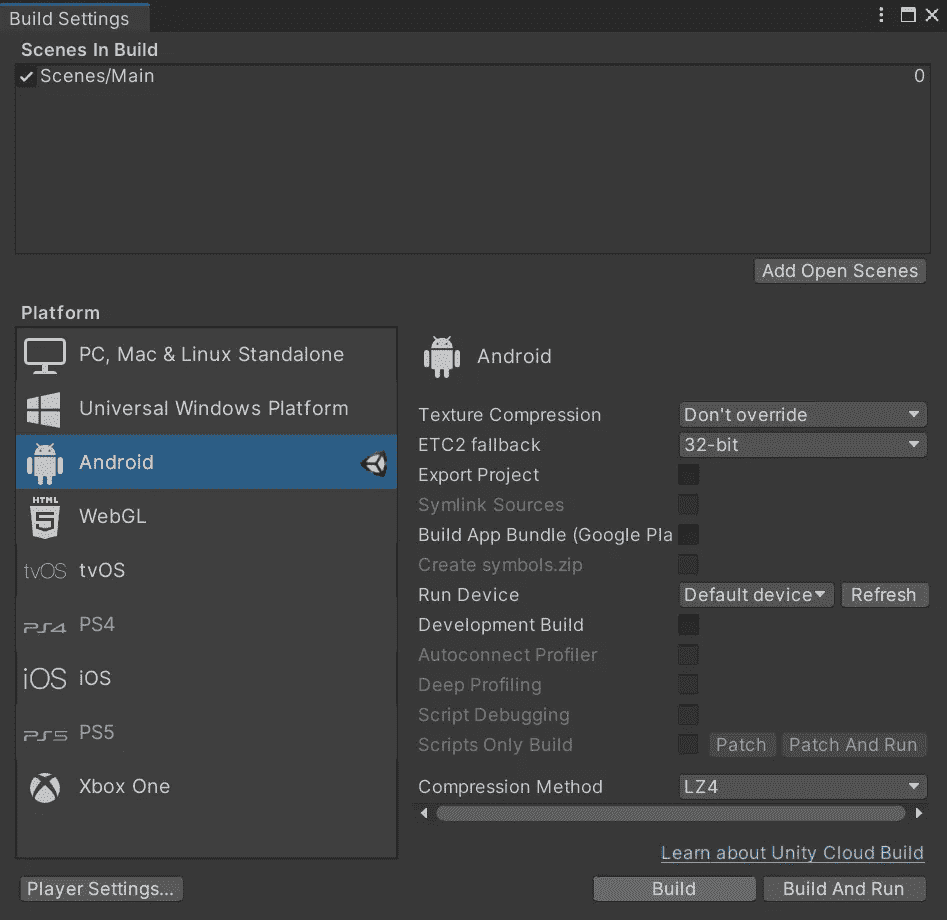 Build Settings
Scenes In Build
Scenes/Main 0
Add Open Scenes
Platform
PC, Mac & Linux Standalone
Universal Windows Platform
Android
HTML
5
WebGL
tvOS tvOS
PS4 PS4
iOS iOS
PS5 PS5
Xbox One
Android
Texture Compression Don't override
ETC2 fallback 32-bit
Export Project
Symlink Sources
Build App Bundle (Google Pla
Create symbols.zip
Run Device Default device Refresh
Development Build
Autoconnect Profiler
Deep Profiling
Script Debugging
Scripts Only Build Patch Patch And Run
Compression Method LZ4
Learn about Unity Cloud Build
Player Settings... Build Build And Run